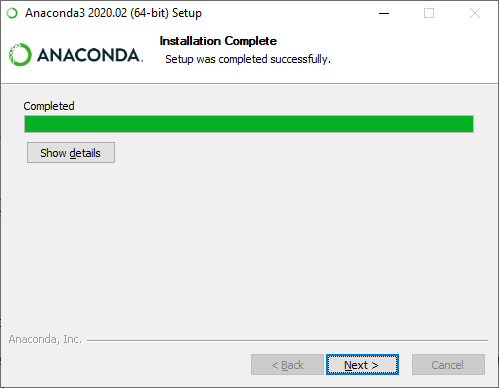 Anaconda3 2020.02 (64-bit) Setup
ANACONDA.
Installation Complete
Setup was completed successfully.
Completed
Show details
Anaconda, Inc.
< Back
Next >
Cancel